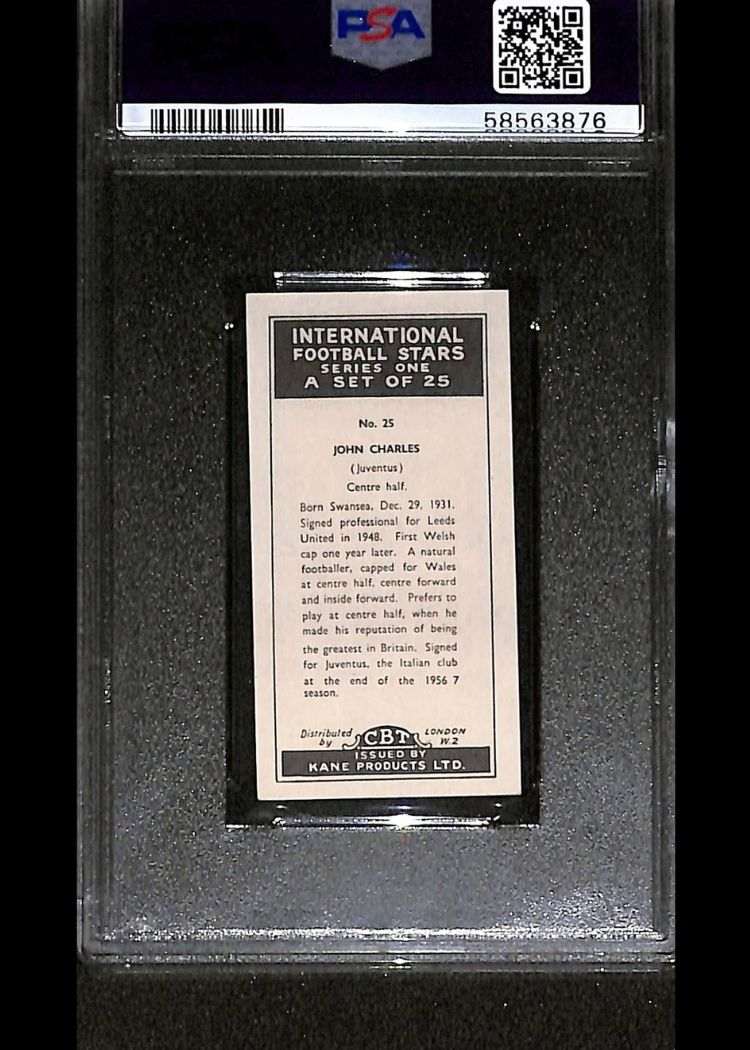 PSA
58563876
INTERNATIONAL
FOOTBALL STARS
SERIES ONE
A SET OF 25
No. 25
JOHN CHARLES
(Juventus)
Centre half.
Born Swansea, Dec. 29, 1931.
Signed professional for Leeds
United in 1948. First Welsh
cap one year later. A natural
footballer, capped for Wales
at centre half, centre forward
and inside forward. Prefers to
play at centre half, when he
made his reputation of being
the greatest in Britain. Signed
for Juventus, the Italian club
at the end of the 1956 7
season.
Distributed by CBT LONDON W.2
ISSUED BY
KANE PRODUCTS LTD.